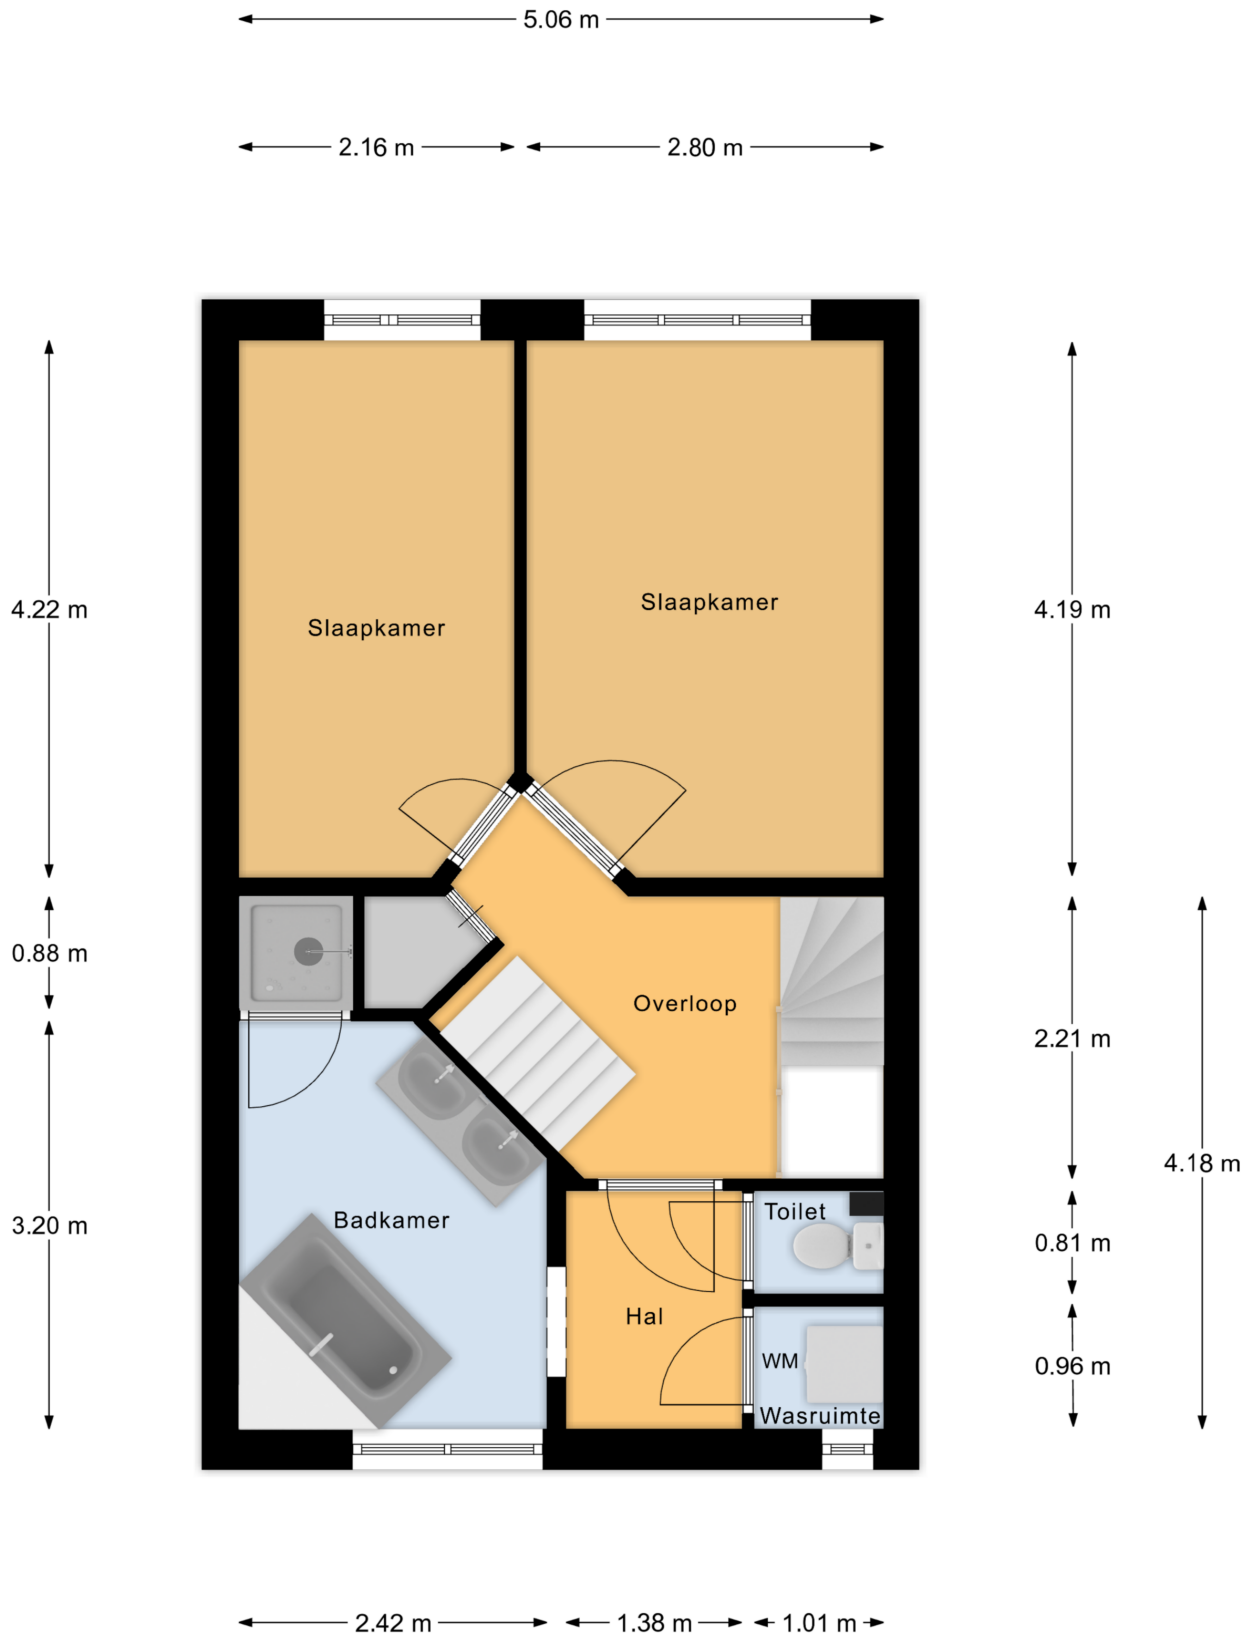 5.06 m
2.16 m
2.80 m
Slaapkamer
4.22 m
Slaapkamer
4.19 m
0.88 m
Overloop
2.21 m
4.18 m
3.20 m
Badkamer
Toilet
0.81 m
Hal
WM
0.96 m
Wasruimte
2.42 m
1.38 m
1.01 m